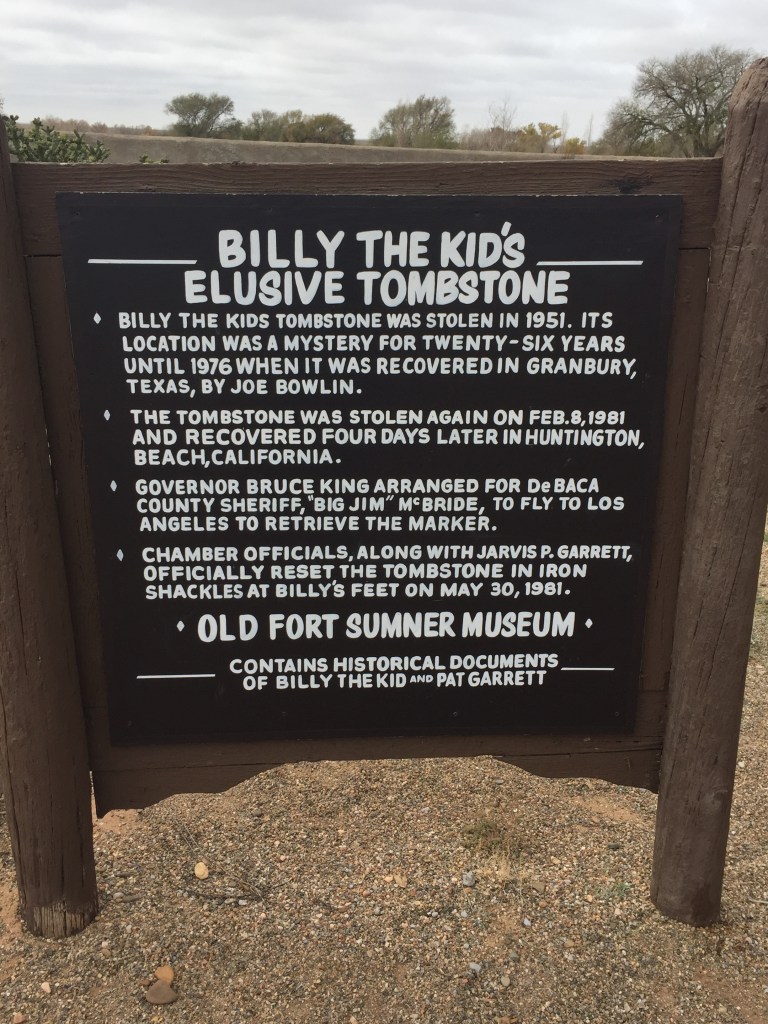 BILLY THE KID'S
ELUSIVE TOMBSTONE
BILLY THE KIDS TOMBSTONE WAS STOLEN IN 1951. ITS
LOCATION WAS A MYSTERY FOR TWENTY-SIX YEARS
UNTIL 1976 WHEN IT WAS RECOVERED IN GRANBURY,
TEXAS, BY JOE BOWLIN.
THE TOMBSTONE WAS STOLEN AGAIN ON FEB.8,1981
AND RECOVERED FOUR DAYS LATER IN HUNTINGTON,
BEACH,CALIFORNIA.
GOVERNOR BRUCE KING ARRANGED FOR DeBACA
COUNTY SHERIFF, "BIG JIM" McBRIDE, TO FLY TO LOS
ANGELES TO RETRIEVE THE MARKER.
CHAMBER OFFICIALS, ALONG WITH JARVIS P. GARRETT,
OFFICIALLY RESET THE TOMBSTONE IN IRON
SHACKLES AT BILLY'S FEET ON MAY 30, 1981.
OLD FORT SUMNER MUSEUM
CONTAINS HISTORICAL DOCUMENTS
OF BILLY THE KID AND PAT GARRETT